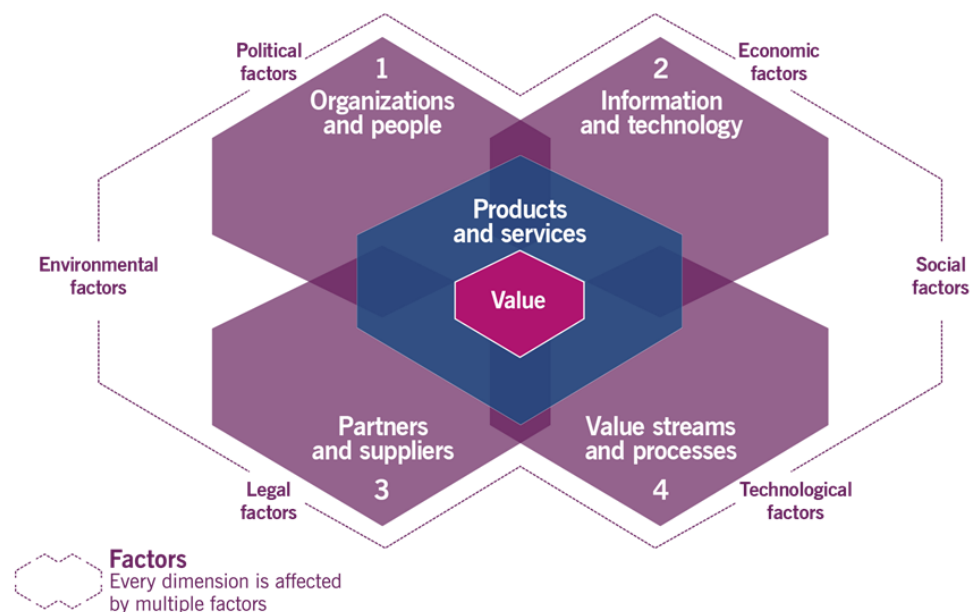 Political
factors
Economic
factors
1
Organizations
and people
2
Information
and technology
Products
and services
Environmental
factors
Value
Social
factors
Partners
and suppliers
3
Value streams
and processes
4
Legal
factors
Technological
factors
Factors
Every dimension is affected
by multiple factors